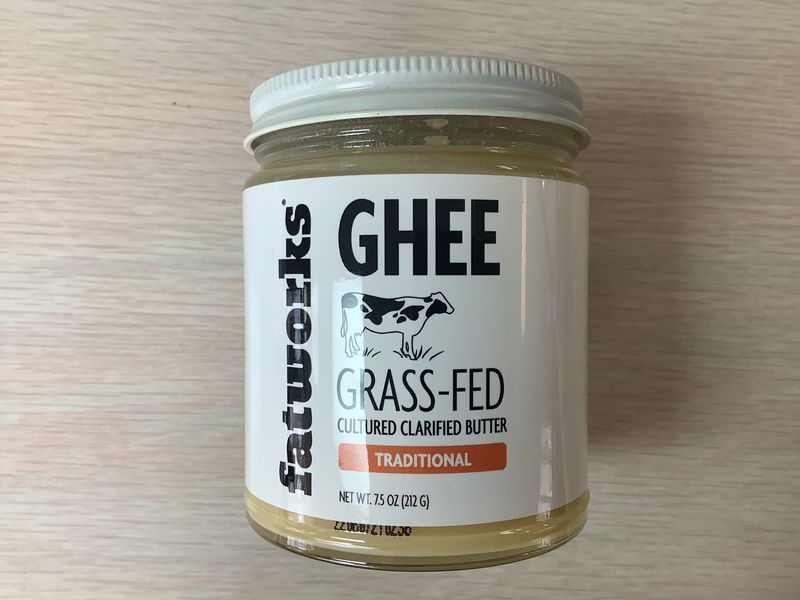 fatworks®
GHEE
GRASS-FED
CULTURED CLARIFIED BUTTER
TRADITIONAL
NET WT. 7.5 OZ (212 G)